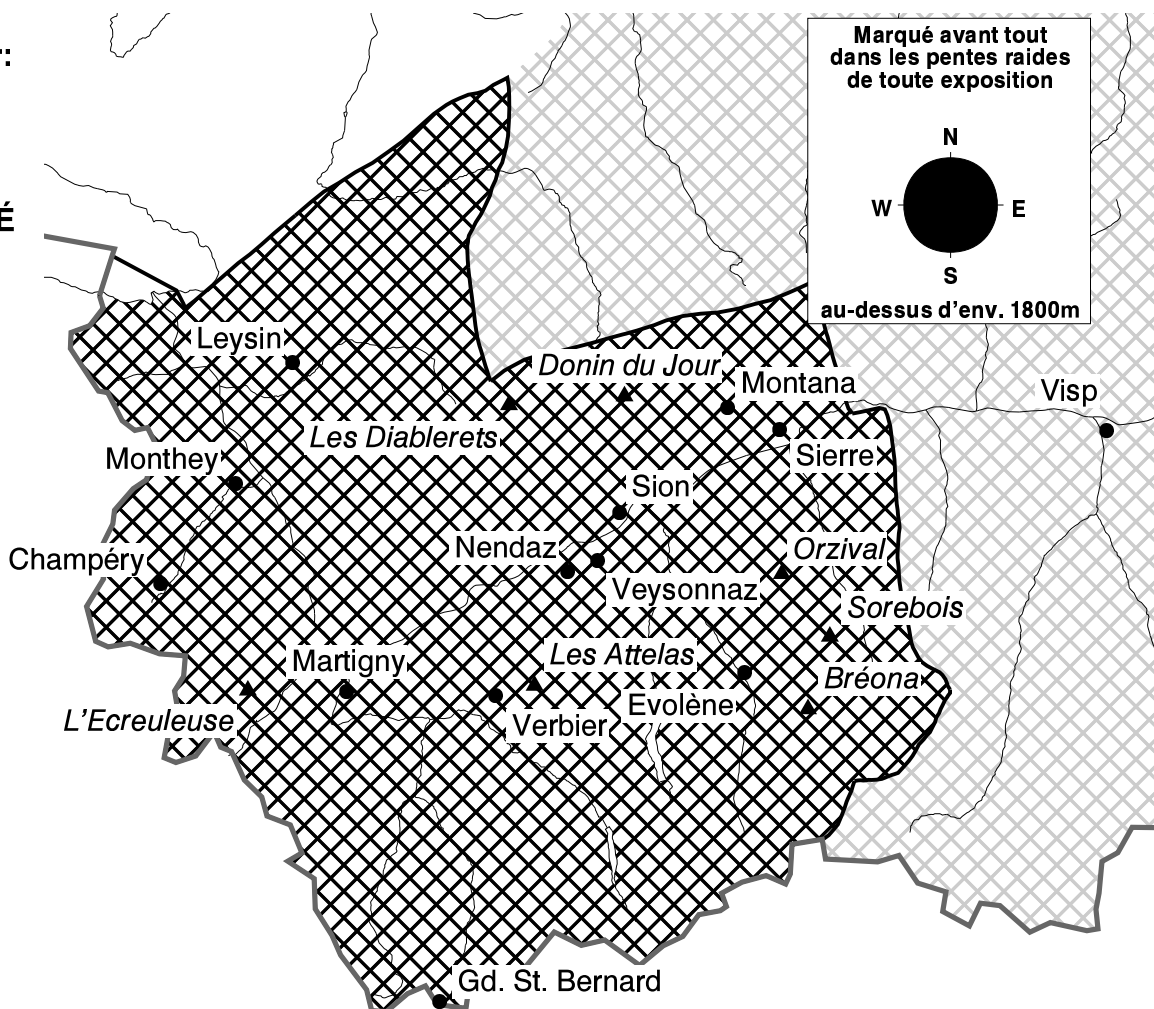 r:
É
Marqué avant tout
dans les pentes raides
de toute exposition
N
W
E
S
au-dessus d'env. 1800m
Leysin
Donin du Jour
Montana
Visp
Les Diablerets
Sierre
Monthey
Sion
Champéry
Nendaz
Orzival
Veysonnaz
Sorebois
Martigny
Les Attelas
Bréona
L'Ecreuleuse
Verbier
Evolène
Gd. St. Bernard